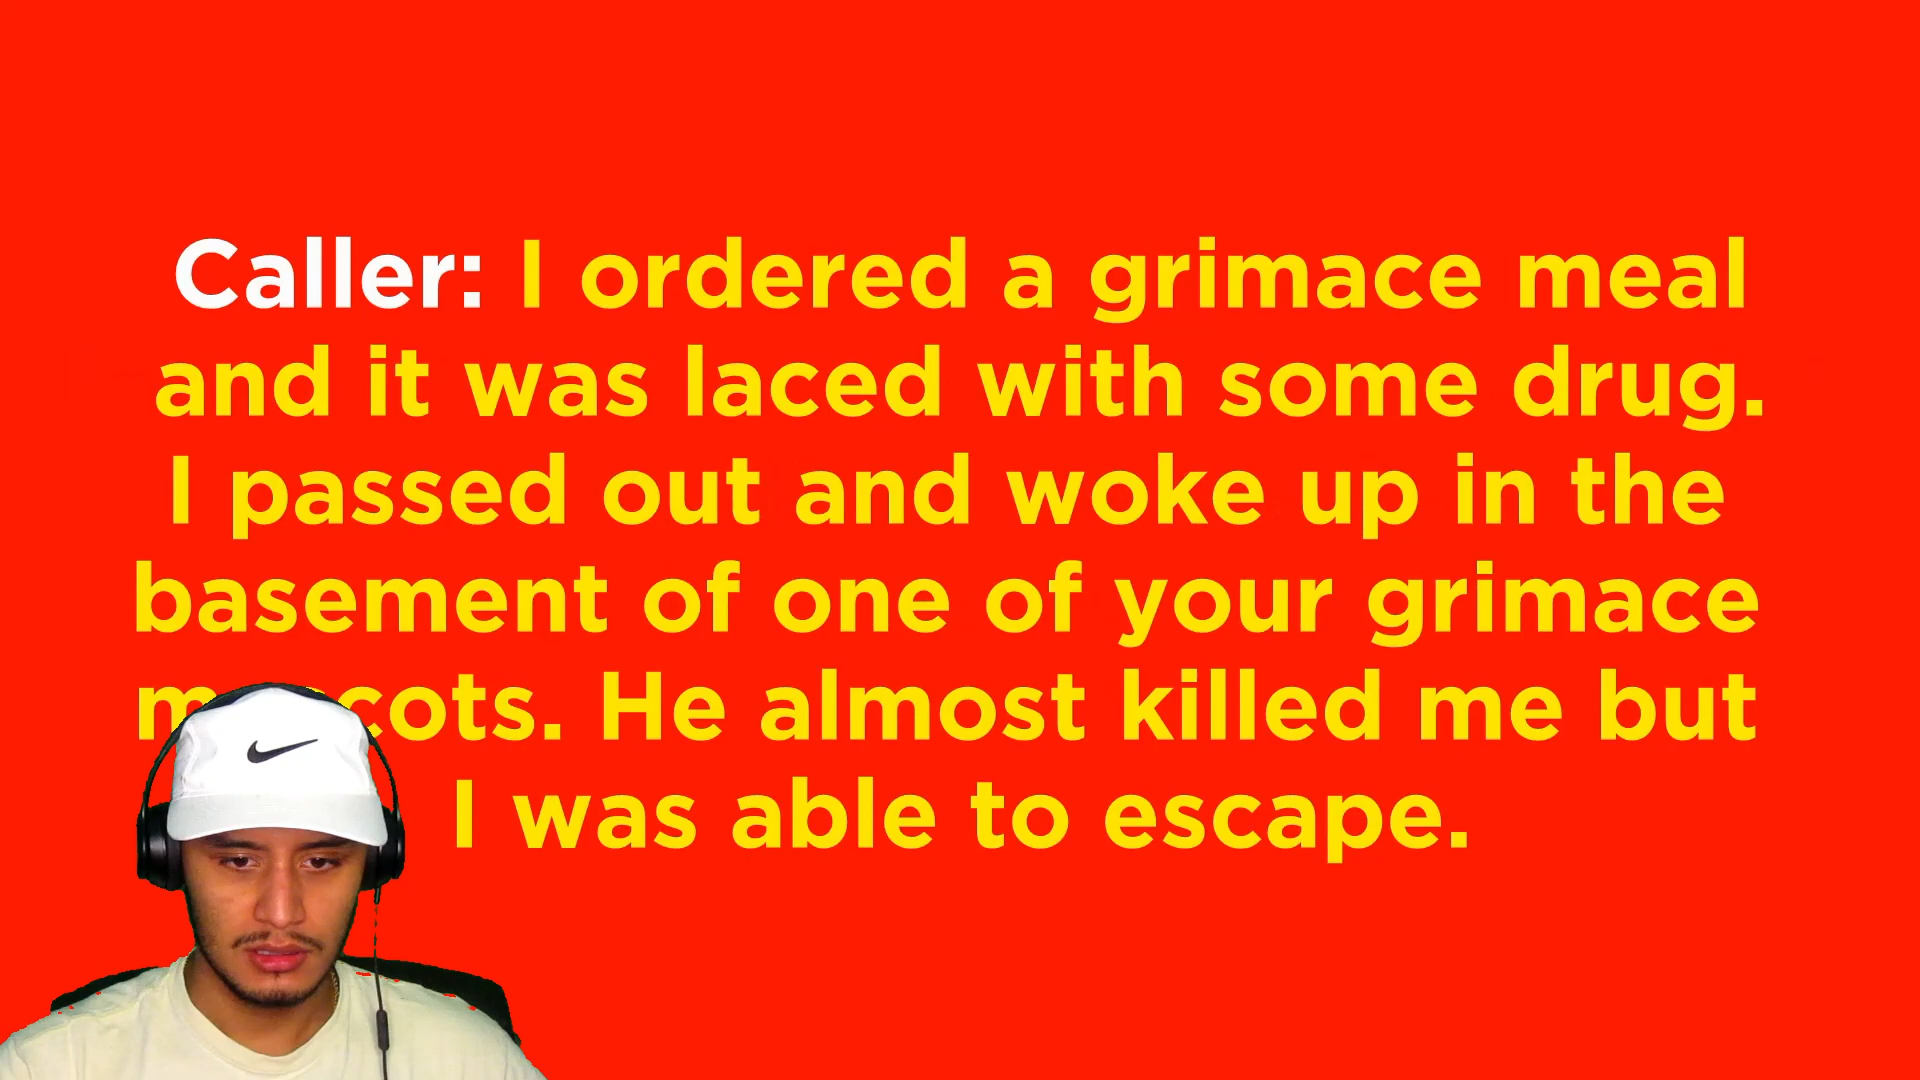 Caller: I ordered a grimace meal
and it was laced with some drug.
I passed out and woke up in the
basement of one of your grimace
He almost killed me but
I was able to escape.